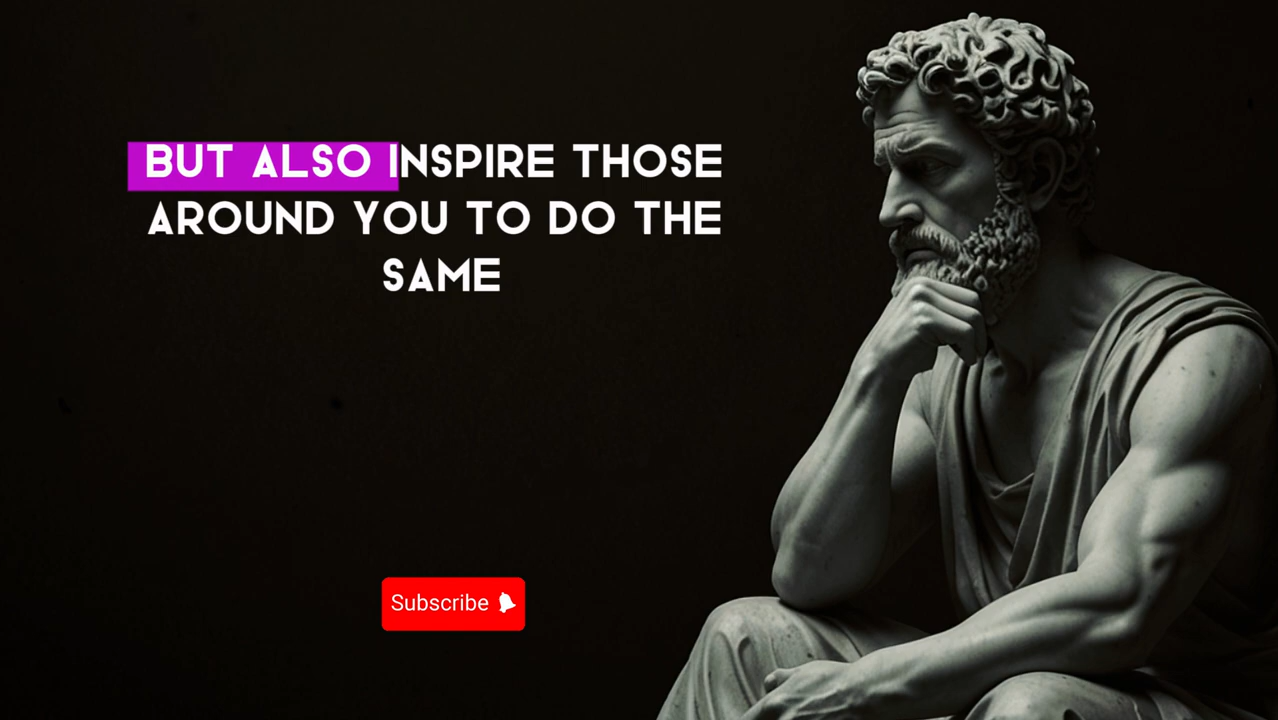 BUT ALSO INSPIRE THOSE
AROUND YOU TO DO THE
SAME
Subscribe